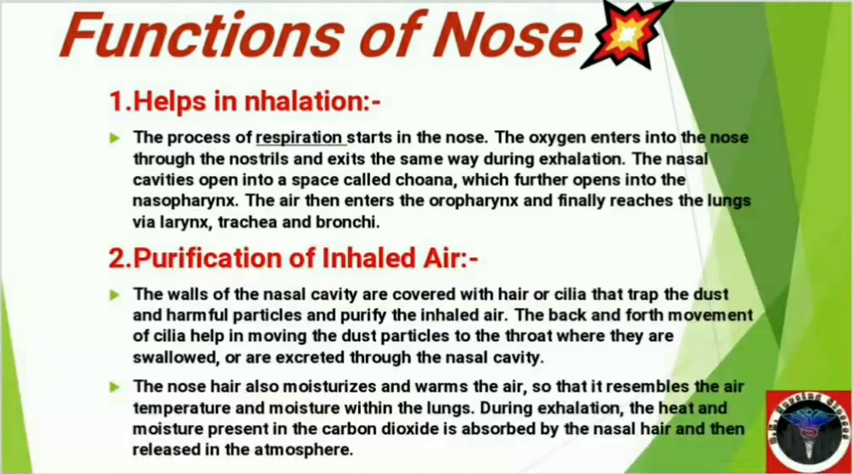 Functions of Nose
1.Helps in nhalation:-
The process of respiration starts in the nose. The oxygen enters into the nose
through the nostrils and exits the same way during exhalation. The nasal
cavities open into a space called choana, which further opens into the
nasopharynx. The air then enters the oropharynx and finally reaches the lungs
via larynx, trachea and bronchi.
2.Purification of Inhaled Air:-
The walls of the nasal cavity are covered with hair or cilia that trap the dust
and harmful particles and purify the inhaled air. The back and forth movement
of cilia help in moving the dust particles to the throat where they are
swallowed, or are excreted through the nasal cavity.
The nose hair also moisturizes and warms the air, so that it resembles the air
temperature and moisture within the lungs. During exhalation, the heat and
moisture present in the carbon dioxide is absorbed by the nasal hair and then
released in the atmosphere.